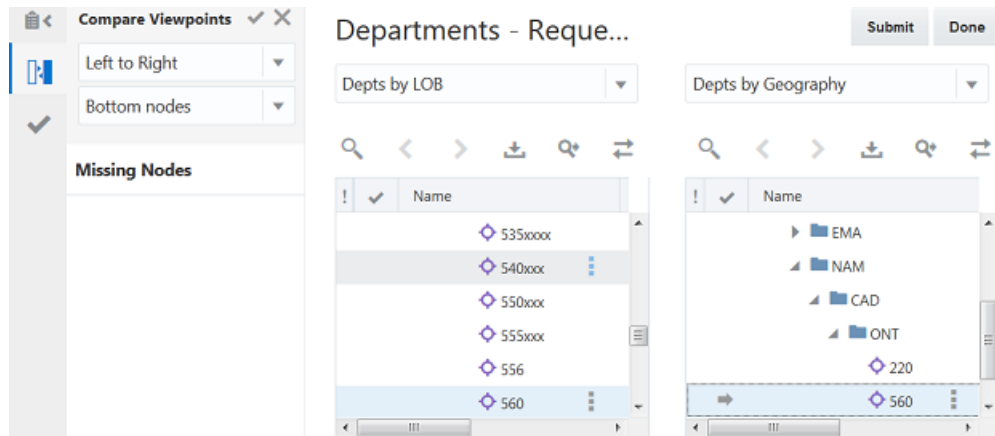 Compare Viewpoints
Left to Right
Bottom nodes
Missing Nodes
Departments - Reque...
Submit
Done
Depts by LOB
Depts by Geography
! Name
535xxxx
540xxx
550xxx
555xxx
556
560
! Name
EMA
NAM
CAD
ONT
220
560